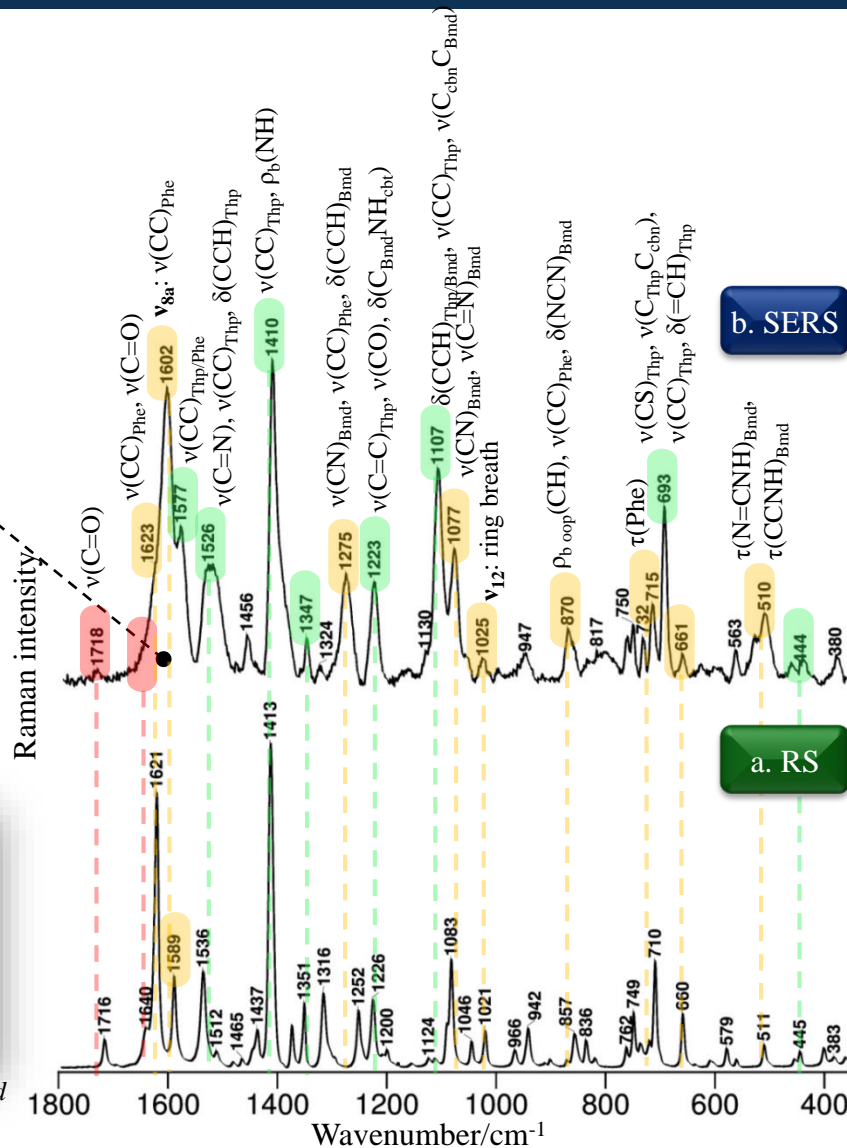 ν(C=O)
ν(CC)Phe, ν(C=O)
ν8a: ν(CC)Phe
ν(CC)Thp/Phe
ν(C=N), ν(CC)Thp, δ(CCH)Thp
ν(CC)Thp, ρb(NH)
ν(CN)Bmd, ν(CC)Phe, δ(CCH)Bmd
ν(C=C)Thp, ν(CO), δ(CBmdNHcbt)
δ(CCH)Thp/Bmd, ν(CC)Thp, ν(CcbnCBmd)
ν(CN)Bmd, ν(C=N)Bmd
ν12: ring breath
ρb oop(CH), ν(CC)Phe, δ(NCN)Bmd
τ(Phe)
ν(CS)Thp, ν(CThpCcbn),
ν(CC)Thp, δ(=CH)Thp
τ(N=CNH)Bmd,
τ(CCNH)Bmd
b. SERS
1718
1623
1602
1577
1526
1456
1410
1347
1324
1275
1223
1130
1107
1077
1025
947
870
817
750
732
715
693
661
563
510
444
380
Raman intensity
a. RS
1716
1640
1621
1589
1536
1512
1465
1437
1413
1351
1316
1252
1226
1200
1124
1083
1046
1021
966
942
857
836
762
749
710
660
579
511
445
383
d
1800 1600 1400 1200 1000 800 600 400
Wavenumber/cm-1